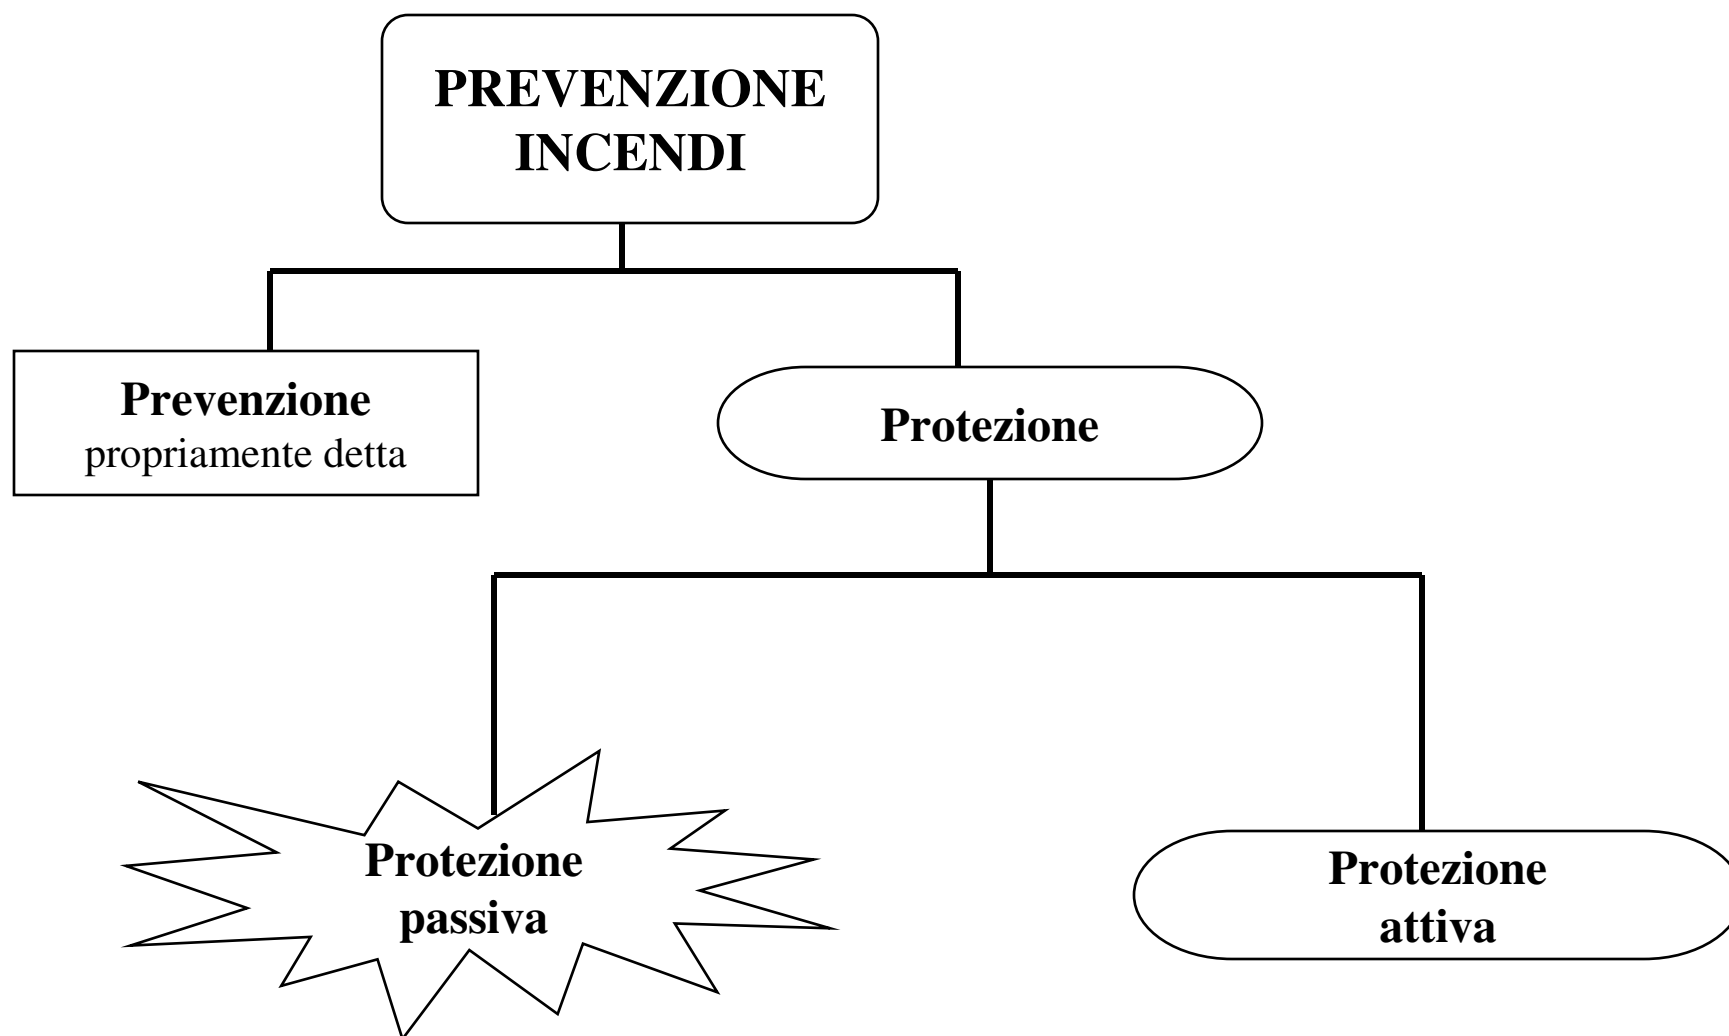 PREVENZIONE
INCENDI
Prevenzione
propriamente detta
Protezione
Protezione
passiva
Protezione
attiva